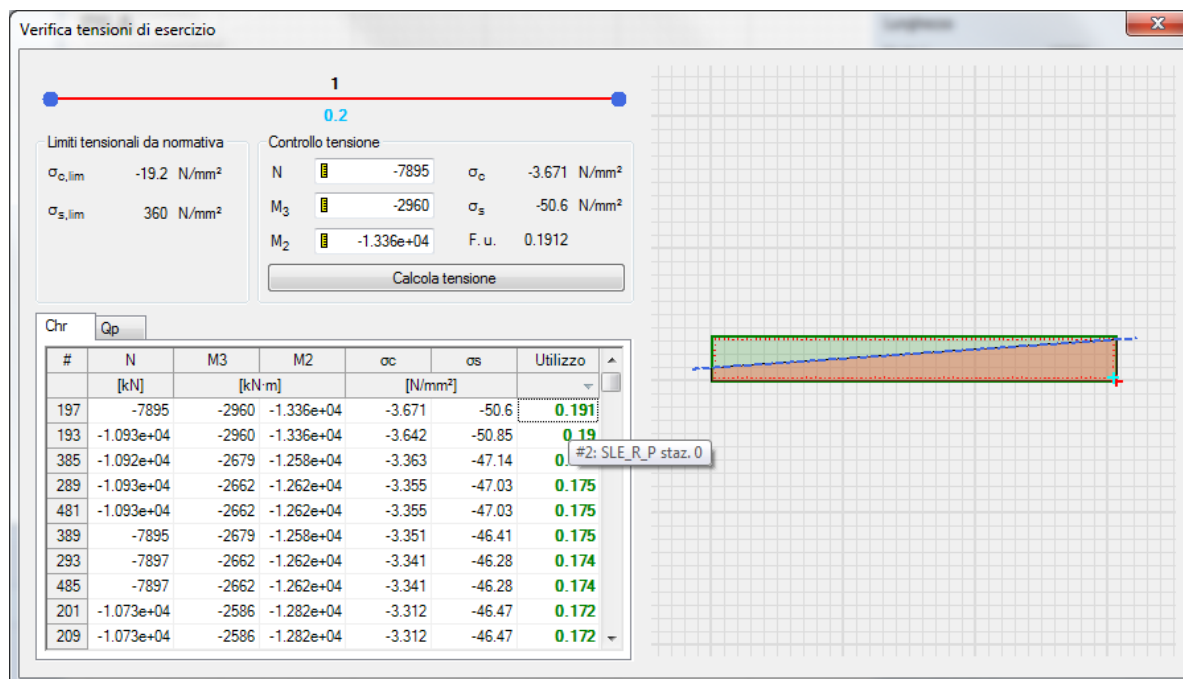 Verifica tensioni di esercizio
1
0.2
Limiti tensionali da normativa
σc,lim -19.2 N/mm²
σs,lim 360 N/mm²
Controllo tensione
N -7895 σc -3.671 N/mm²
M3 -2960 σs -50.6 N/mm²
M2 -1.336e+04 F. u. 0.1912
Calcola tensione
Chr Qp
# N M3 M2 σc σs Utilizzo
[kN] [kN·m] [N/mm²]
197 -7895 -2960 -1.336e+04 -3.671 -50.6 0.191
193 -1.093e+04 -2960 -1.336e+04 -3.642 -50.85 0.19
#2: SLE_R_P staz. 0
385 -1.092e+04 -2679 -1.258e+04 -3.363 -47.14
289 -1.093e+04 -2662 -1.262e+04 -3.355 -47.03 0.175
481 -1.093e+04 -2662 -1.262e+04 -3.355 -47.03 0.175
389 -7895 -2679 -1.258e+04 -3.351 -46.41 0.175
293 -7897 -2662 -1.262e+04 -3.341 -46.28 0.174
485 -7897 -2662 -1.262e+04 -3.341 -46.28 0.174
201 -1.073e+04 -2586 -1.282e+04 -3.312 -46.47 0.172
209 -1.073e+04 -2586 -1.282e+04 -3.312 -46.47 0.172